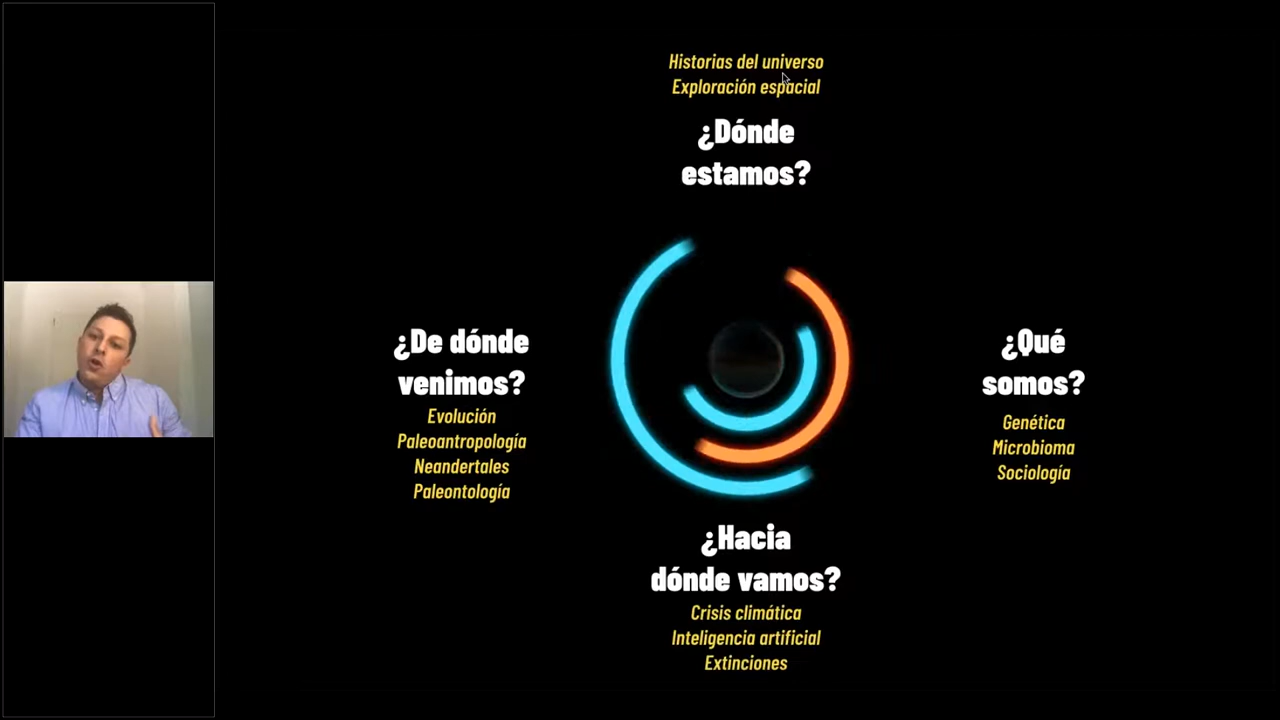 Historias del universo
Exploración espacial
¿Dónde
estamos?
¿De dónde
venimos?
Evolución
Paleoantropología
Neandertales
Paleontología
¿Qué
somos?
Genética
Microbioma
Sociología
¿Hacia
dónde vamos?
Crisis climática
Inteligencia artificial
Extinciones